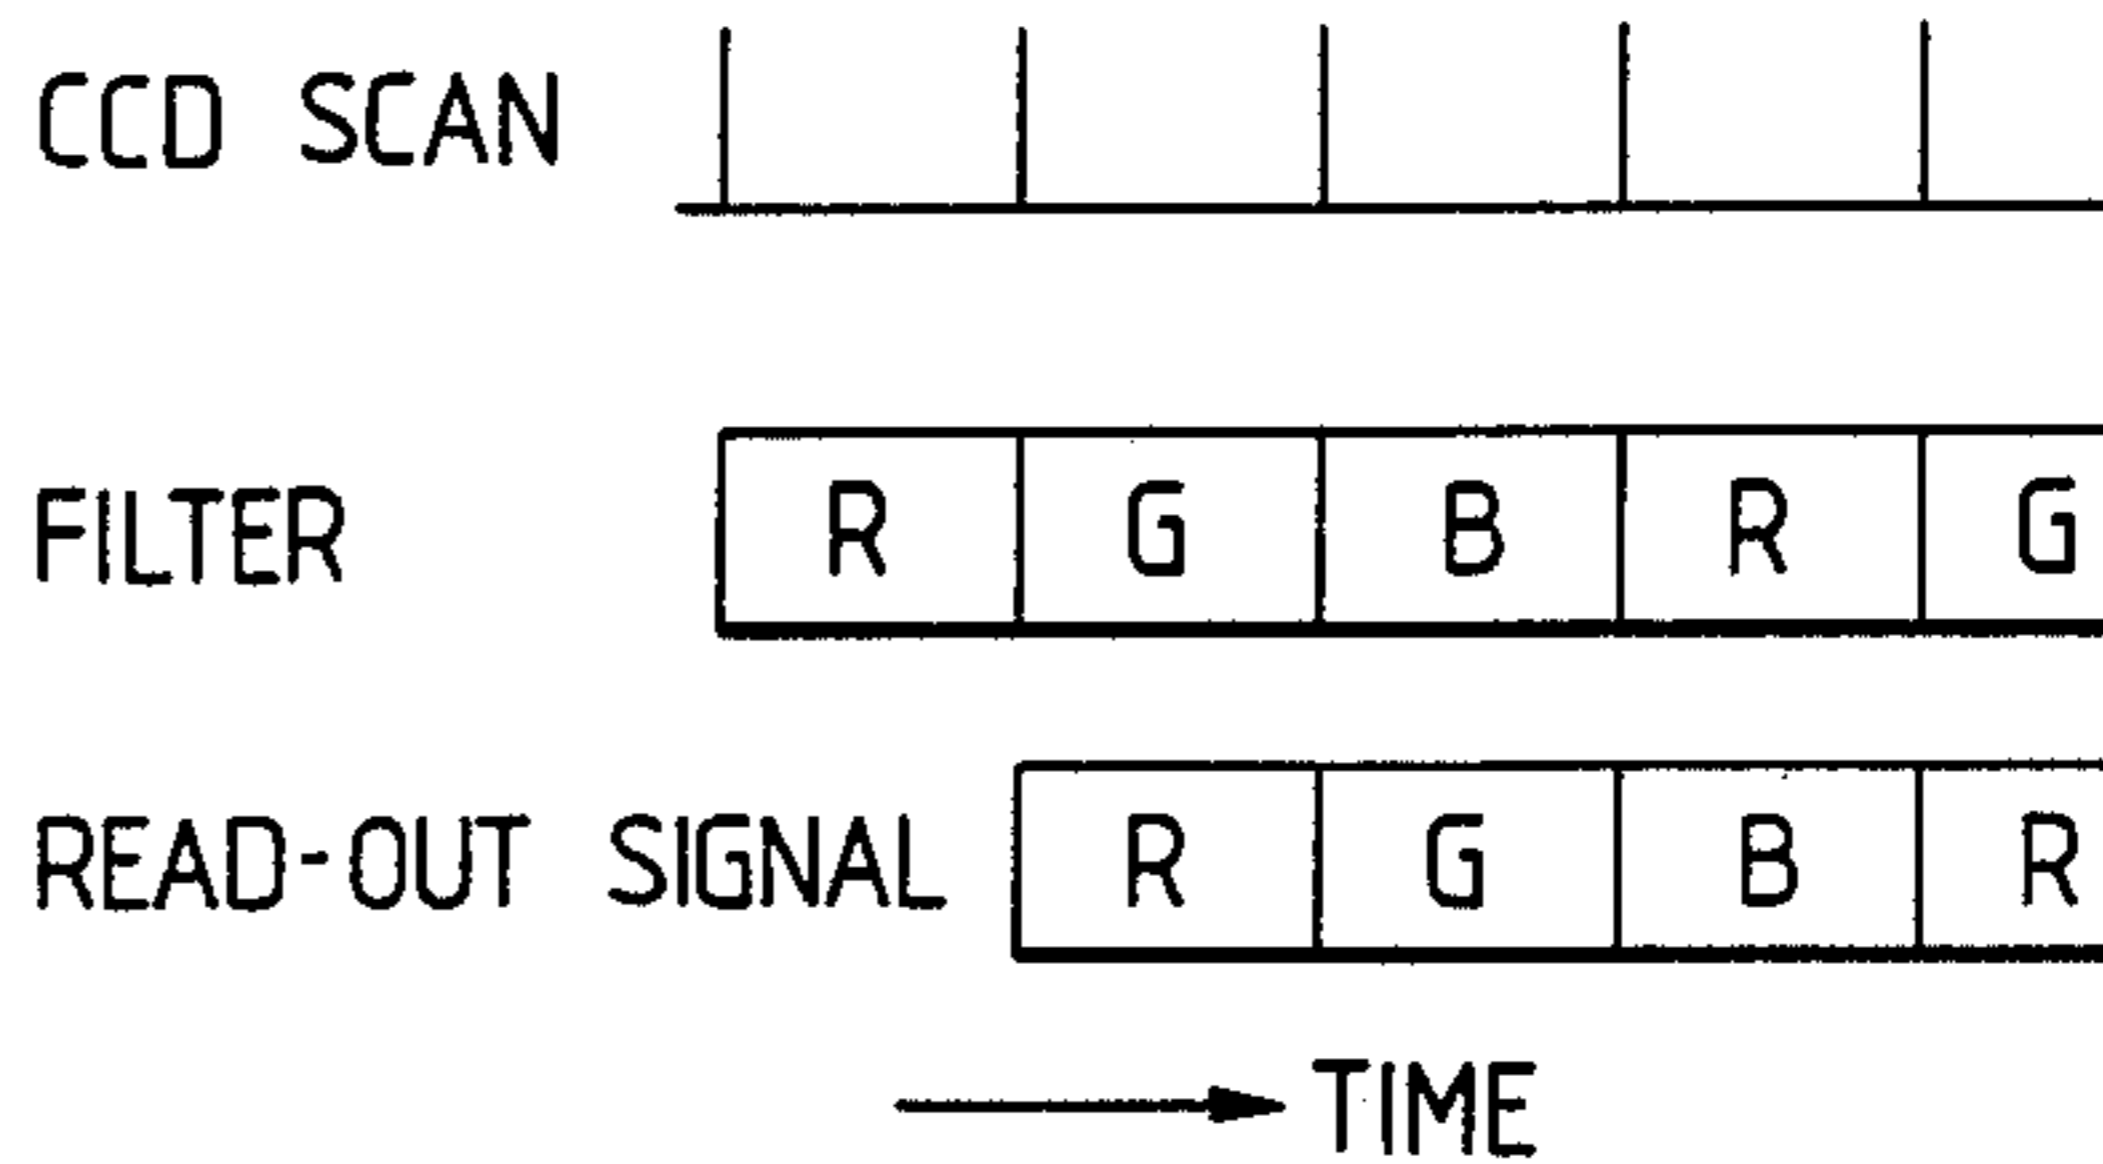 CCD SCAN
FILTER R G B R G
READ-OUT SIGNAL R G B R
TIME